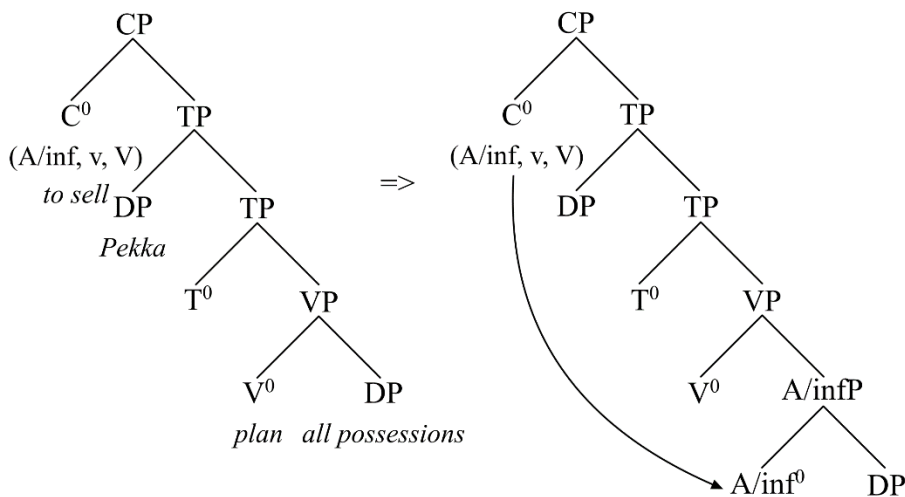 CP CP
C⁰ TP C⁰ TP
(A/inf, v, V) (A/inf, v, V)
to sell DP TP => DP TP
Pekka
T⁰ VP T⁰ VP
V⁰ DP V⁰ A/infP
plan all possessions
A/inf⁰ DP